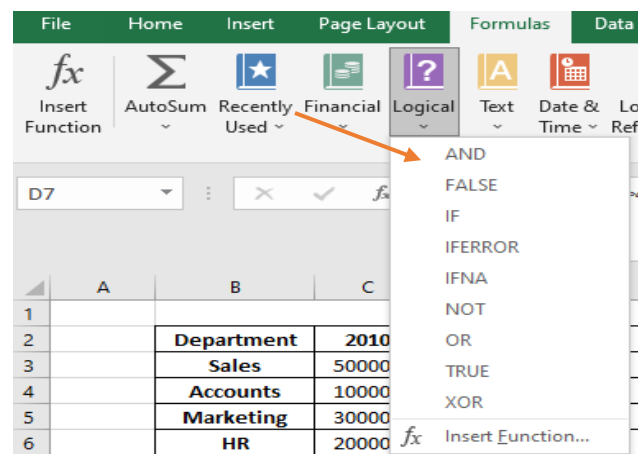 File Home Insert Page Layout Formulas Data
fx
Insert Function
AutoSum
Recently Used
Financial
Logical
Text
Date & Time
D7
AND
FALSE
IF
IFERROR
IFNA
NOT
OR
TRUE
XOR
fx Insert Function...
A B C
1
2 Department 2010
3 Sales 50000
4 Accounts 10000
5 Marketing 30000
6 HR 20000